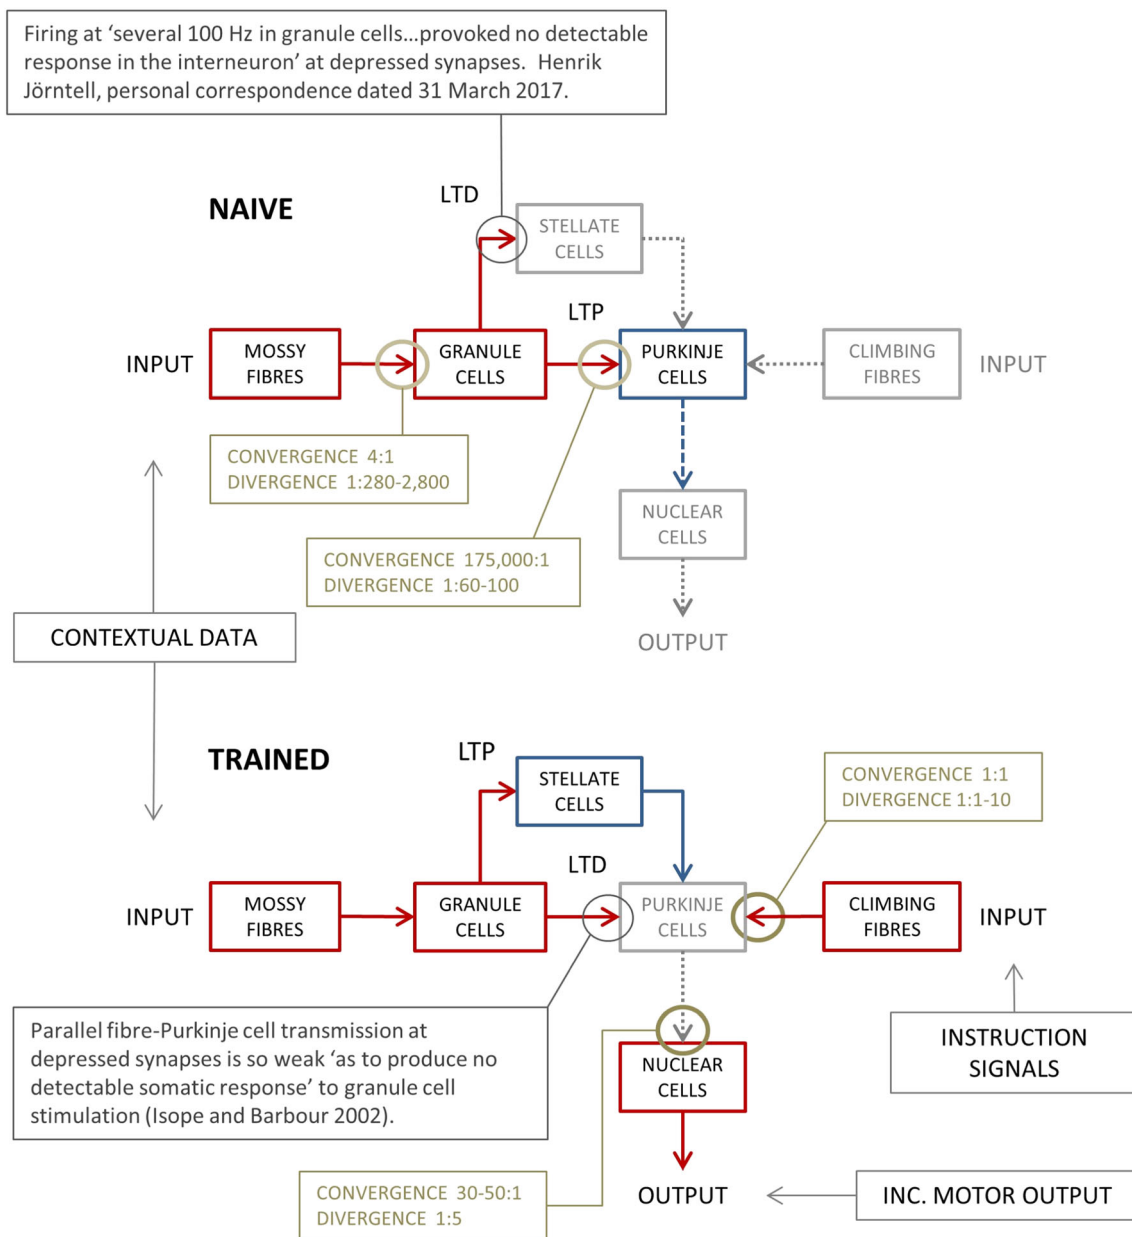 Firing at ‘several 100 Hz in granule cells...provoked no detectable
response in the interneuron’ at depressed synapses.  Henrik
Jörntell, personal correspondence dated 31 March 2017.
LTD
NAIVE
STELLATE
CELLS
LTP
INPUT
MOSSY
FIBRES
GRANULE
CELLS
PURKINJE
CELLS
CLIMBING
FIBRES
INPUT
CONVERGENCE 4:1
DIVERGENCE 1:280-2,800
NUCLEAR
CELLS
CONVERGENCE 175,000:1
DIVERGENCE 1:60-100
CONTEXTUAL DATA
OUTPUT
TRAINED
LTP
STELLATE
CELLS
CONVERGENCE 1:1
DIVERGENCE 1:1-10
LTD
INPUT
MOSSY
FIBRES
GRANULE
CELLS
PURKINJE
CELLS
CLIMBING
FIBRES
INPUT
Parallel fibre-Purkinje cell transmission at
depressed synapses is so weak ‘as to produce no
detectable somatic response’ to granule cell
stimulation (Isope and Barbour 2002).
NUCLEAR
CELLS
INSTRUCTION
SIGNALS
CONVERGENCE 30-50:1
DIVERGENCE 1:5
OUTPUT
INC. MOTOR OUTPUT